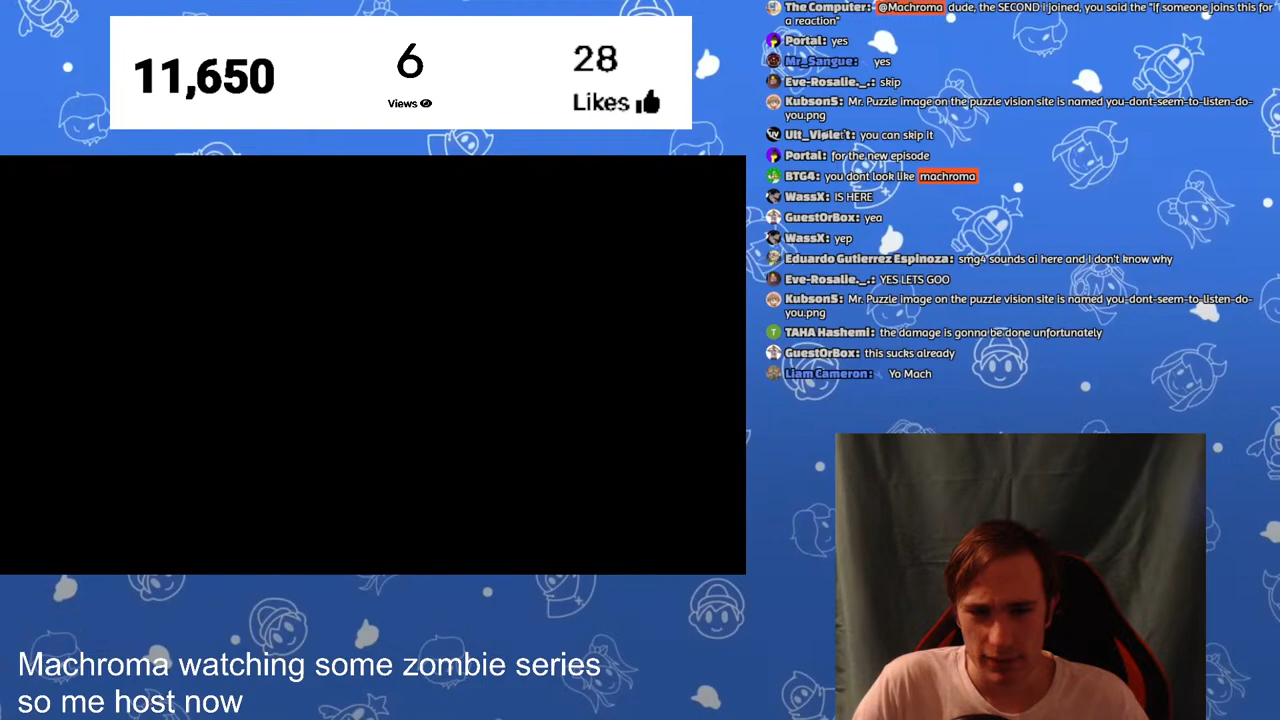 11,650
6
Views
28
Likes
The Computer: @Machroma dude, the SECOND i joined, you said the "if someone joins this for
a reaction"
Portal: yes
Mr_Sangue: yes
Eve-Rosalie._.: skip
Kubson5: Mr. Puzzle image on the puzzle vision site is named you-dont-seem-to-listen-do-
you.png
Ult_Violet: you can skip it
Portal: for the new episode
BTG4: you dont look like machroma
WassX: IS HERE
GuestOrBox: yea
WassX: yep
Eduardo Gutierrez Espinoza: smg4 sounds ai here and I don't know why
Eve-Rosalie._.: YES LETS GOO
Kubson5: Mr. Puzzle image on the puzzle vision site is named you-dont-seem-to-listen-do-
you.png
T TAHA Hashemi: the damage is gonna be done unfortunately
GuestOrBox: this sucks already
Liam Cameron: Yo Mach
Machroma watching some zombie series
so me host now